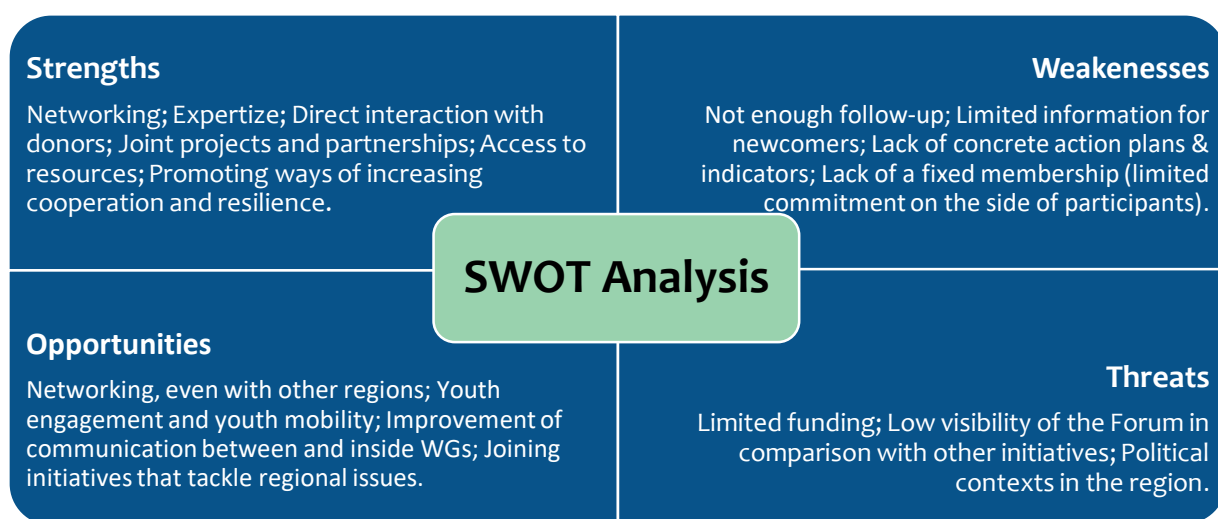 Strengths
Networking; Expertize; Direct interaction with
donors; Joint projects and partnerships; Access to
resources; Promoting ways of increasing
cooperation and resilience.
Weakenesses
Not enough follow-up; Limited information for
newcomers; Lack of concrete action plans &
indicators; Lack of a fixed membership (limited
commitment on the side of participants).
SWOT Analysis
Opportunities
Networking, even with other regions; Youth
engagement and youth mobility; Improvement of
communication between and inside WGs; Joining
initiatives that tackle regional issues.
Threats
Limited funding; Low visibility of the Forum in
comparison with other initiatives; Political
contexts in the region.